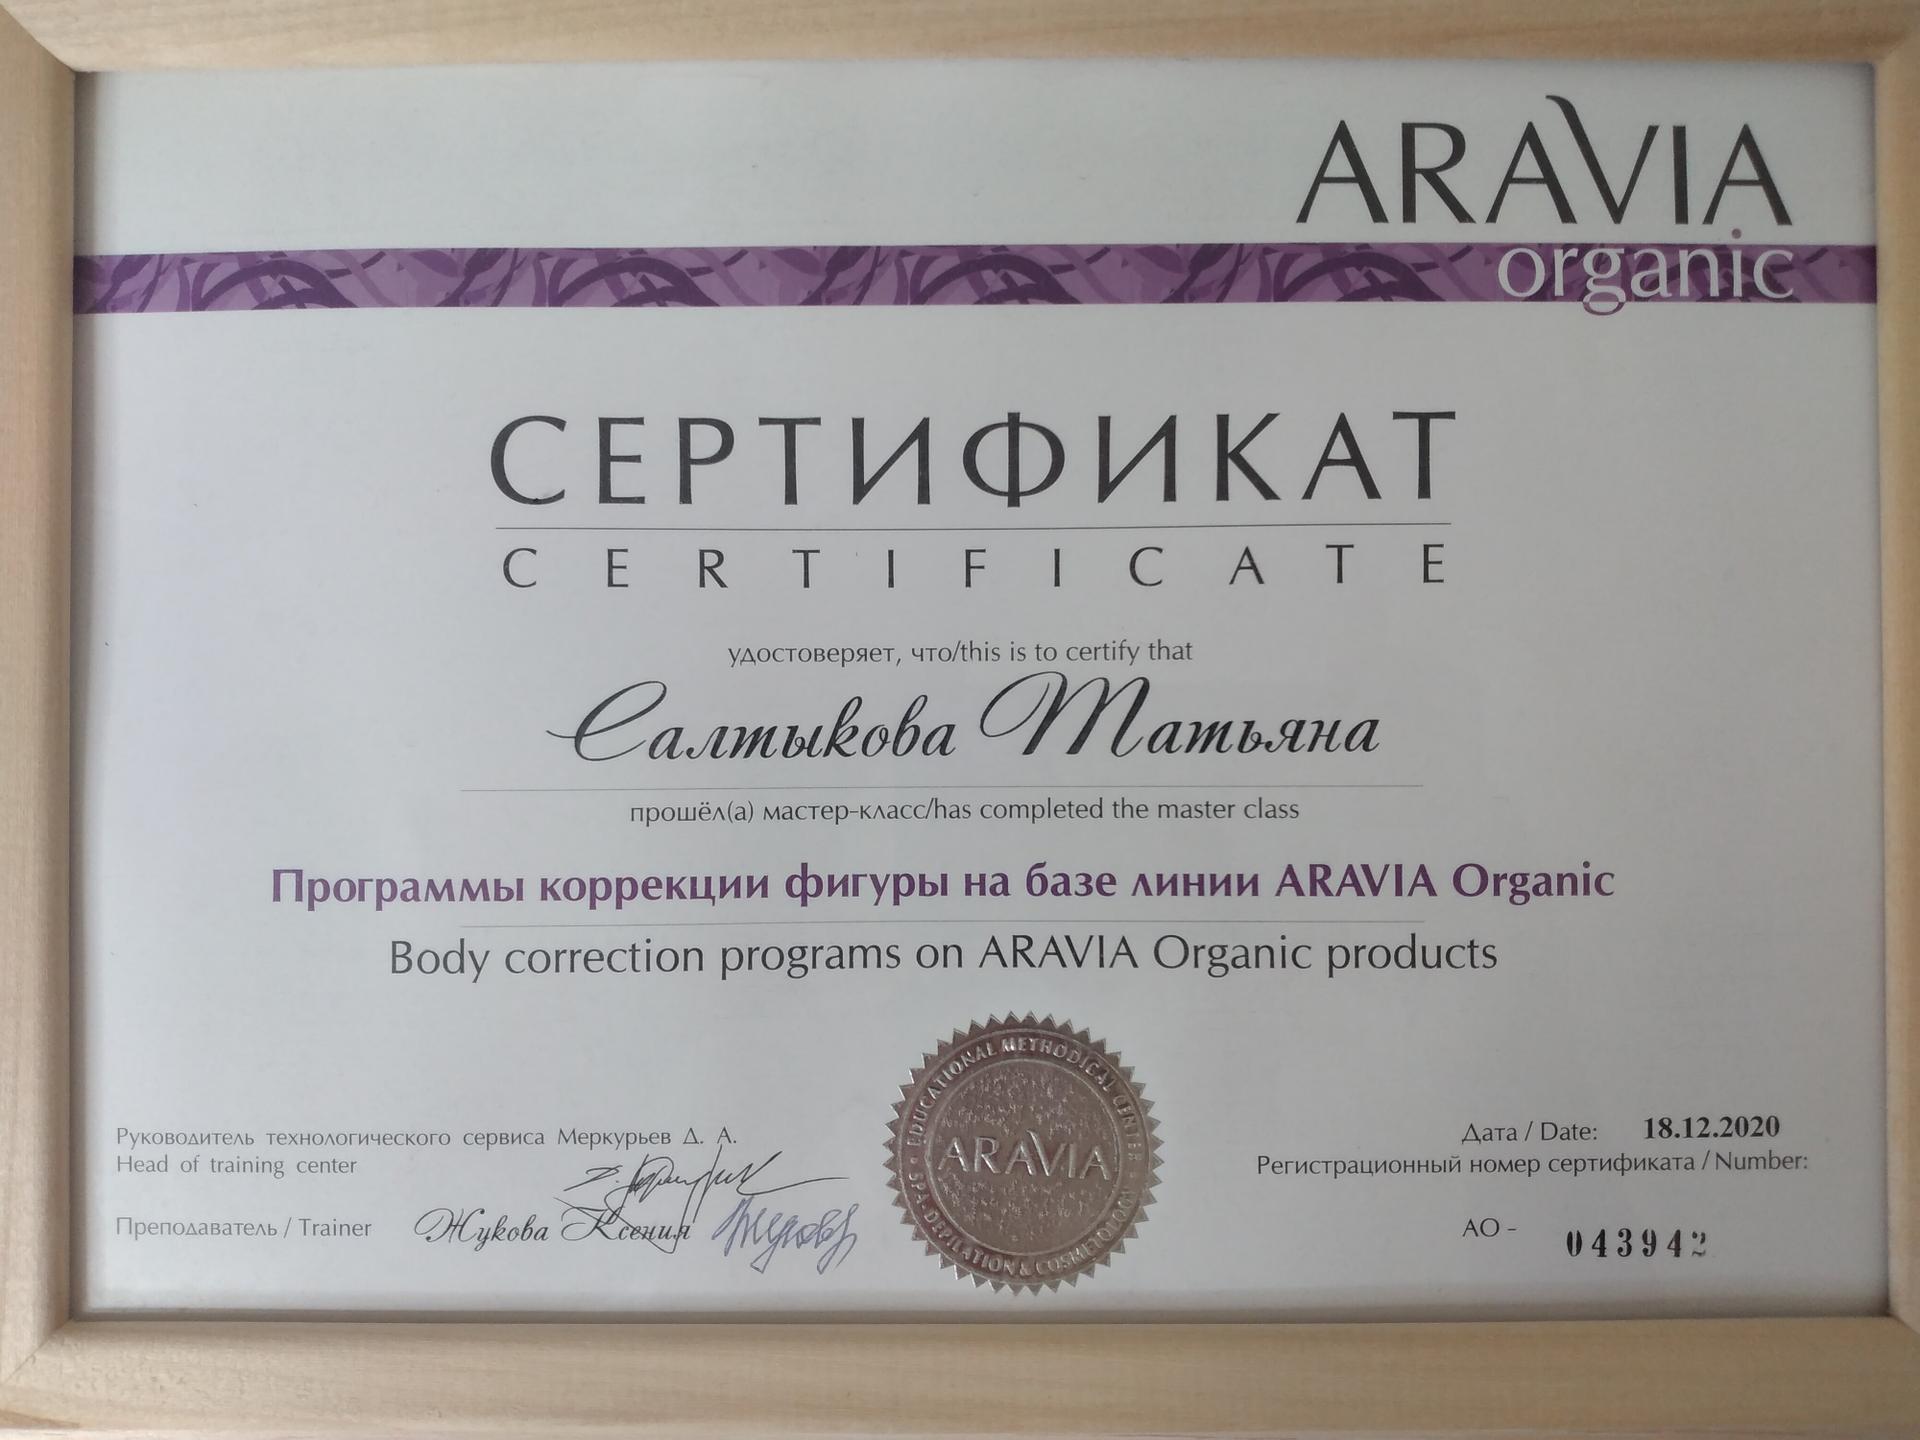 ARAVIA
organic
СЕРТИФИКАТ
CERTIFICATE
удостоверяет, что/this is to certify that
Салтыкова Татьяна
прошёл(а) мастер-класс/has completed the master class
Программы коррекции фигуры на базе линии ARAVIA Organic
Body correction programs on ARAVIA Organic products
Руководитель технологического сервиса Меркурьев Д. А.
Head of training center
Преподаватель / Trainer Жукова Ксения
EDUCATIONAL METHODICAL CENTER
ARAVIA
SPA, DEPILATION & COSMETOLOGY
Дата / Date: 18.12.2020
Регистрационный номер сертификата / Number:
АО - 043942